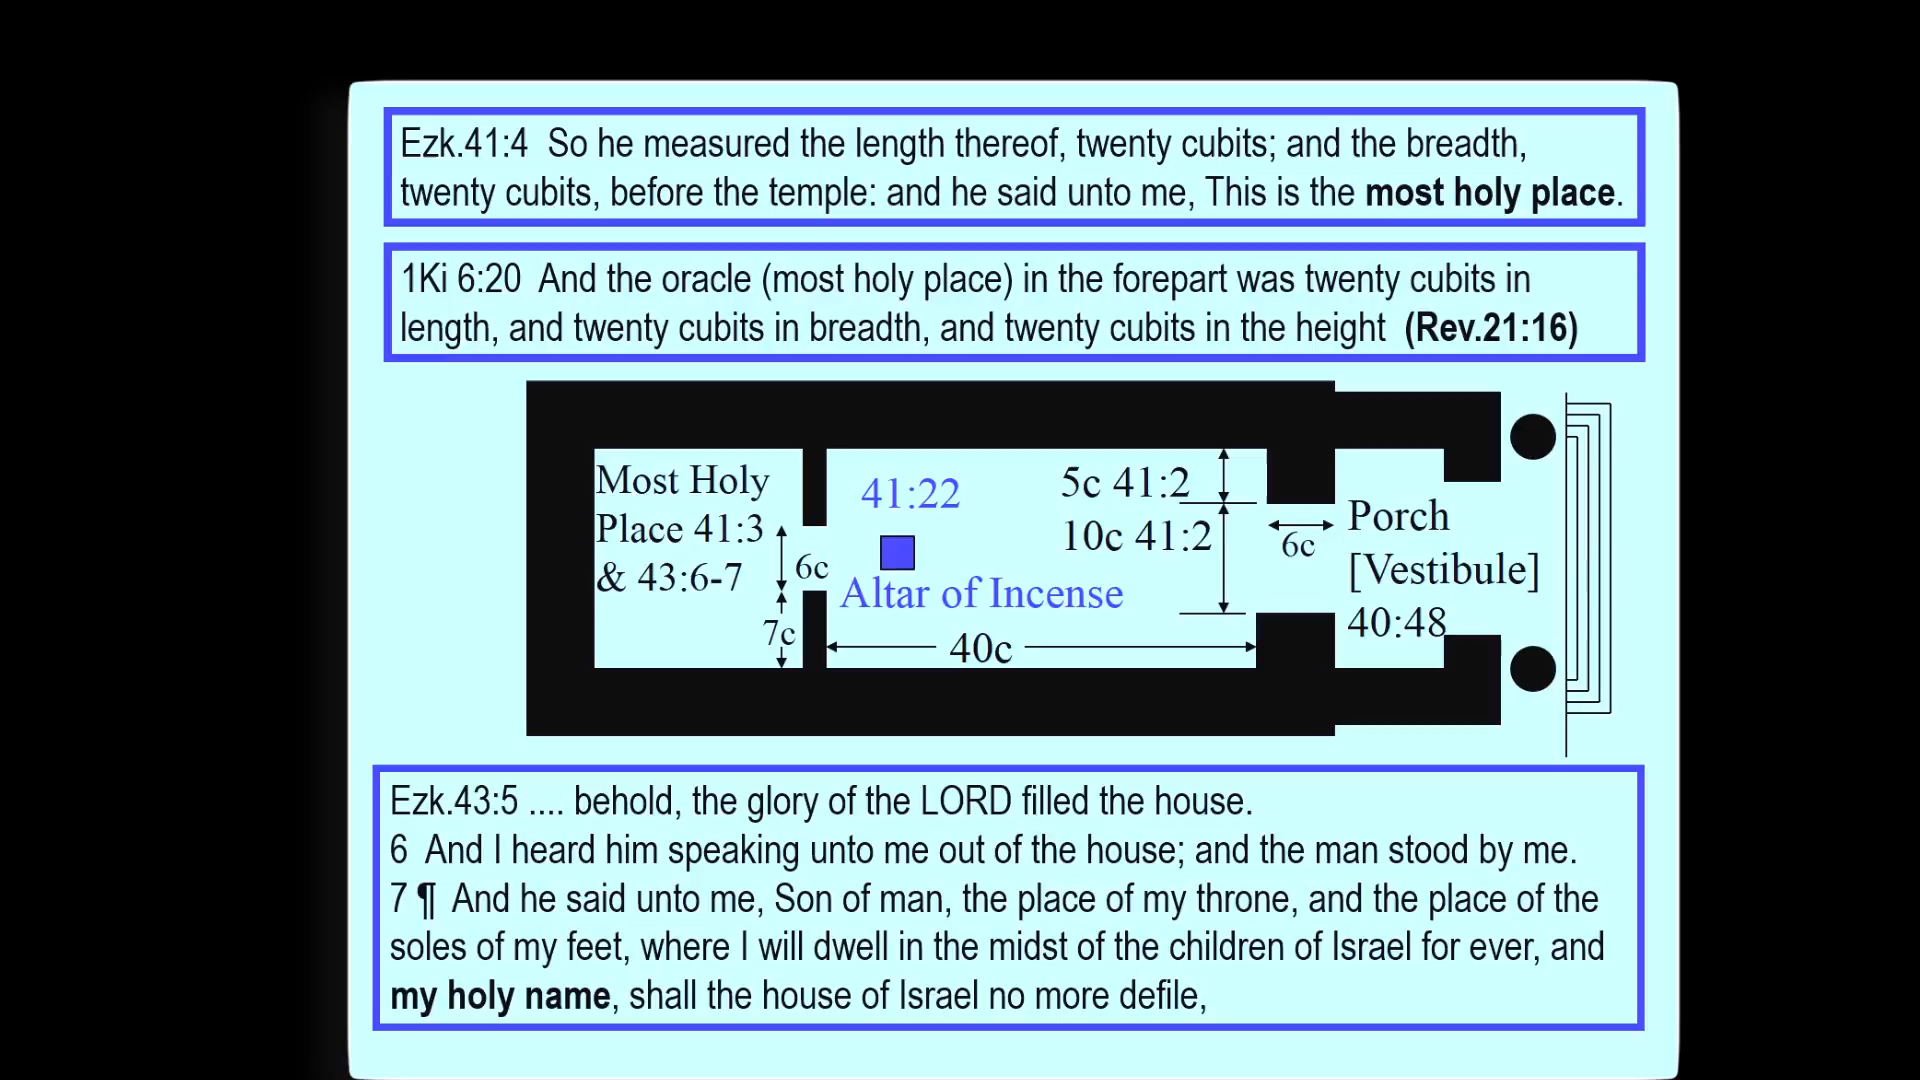 Ezk.41:4 So he measured the length thereof, twenty cubits; and the breadth,
twenty cubits, before the temple: and he said unto me, This is the most holy place.
1Ki 6:20 And the oracle (most holy place) in the forepart was twenty cubits in
length, and twenty cubits in breadth, and twenty cubits in the height (Rev.21:16)
Most Holy
Place 41:3
& 43:6-7
6c
7c
41:22
Altar of Incense
40c
5c 41:2
10c 41:2
6c
Porch
[Vestibule]
40:48
Ezk.43:5 .... behold, the glory of the LORD filled the house.
6 And I heard him speaking unto me out of the house; and the man stood by me.
7 ¶ And he said unto me, Son of man, the place of my throne, and the place of the
soles of my feet, where I will dwell in the midst of the children of Israel for ever, and
my holy name, shall the house of Israel no more defile,